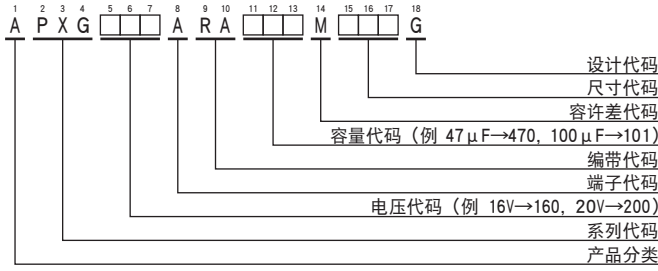 1 2 3 4 5 6 7 8 9 10 11 12 13 14 15 16 17 18
A PXG □□□ A RA □□□ M □□□ G
设计代码
尺寸代码
容许差代码
容量代码（例 47μF→470, 100μF→101)
编带代码
端子代码
电压代码（例 16V→160, 20V→200)
系列代码
产品分类